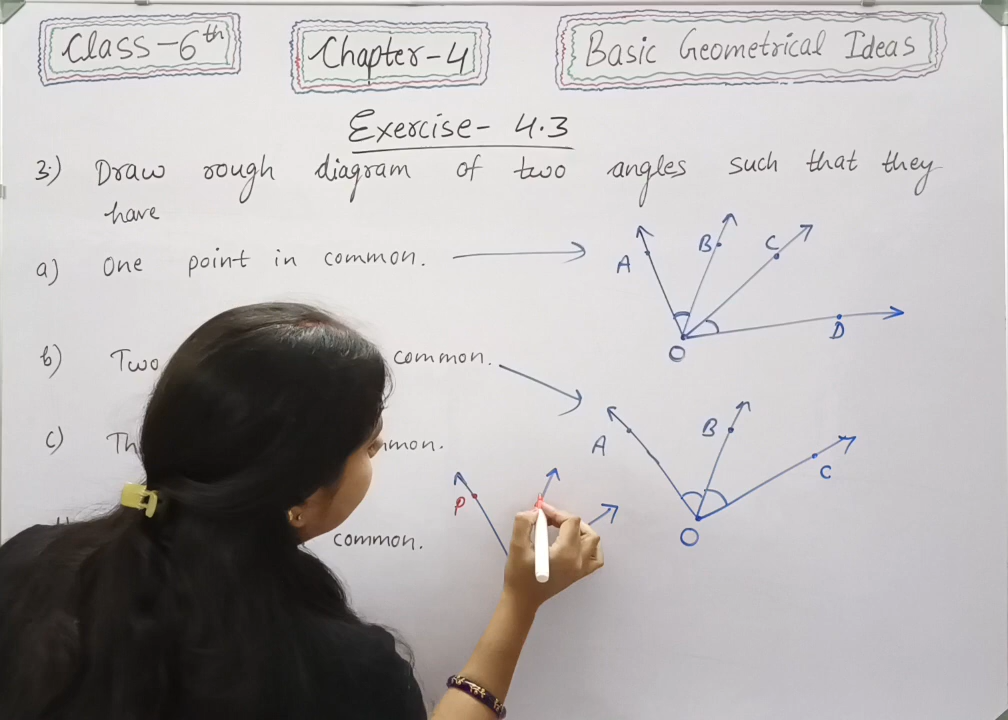 Class-6th
Chapter-4
Basic Geometrical Ideas
Exercise- 4.3
3.) Draw rough diagram of two angles such that they
have
a) One point in common.
b) Two common.
c)
common.
A
B
C
D
O
A
B
C
O
P